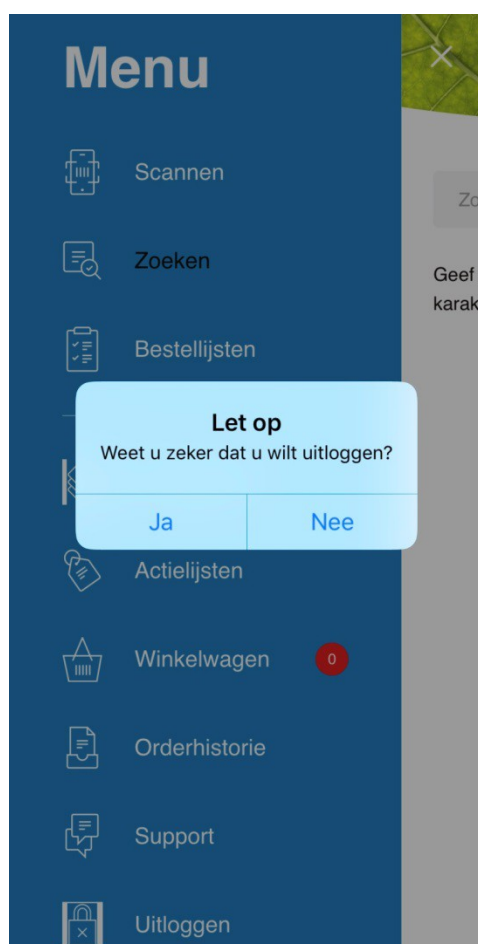 Menu
Scannen
Zo
Zoeken
Geef
karak
Bestellijsten
Let op
Weet u zeker dat u wilt uitloggen?
Ja
Nee
Actielijsten
Winkelwagen
0
Orderhistorie
Support
Uitloggen